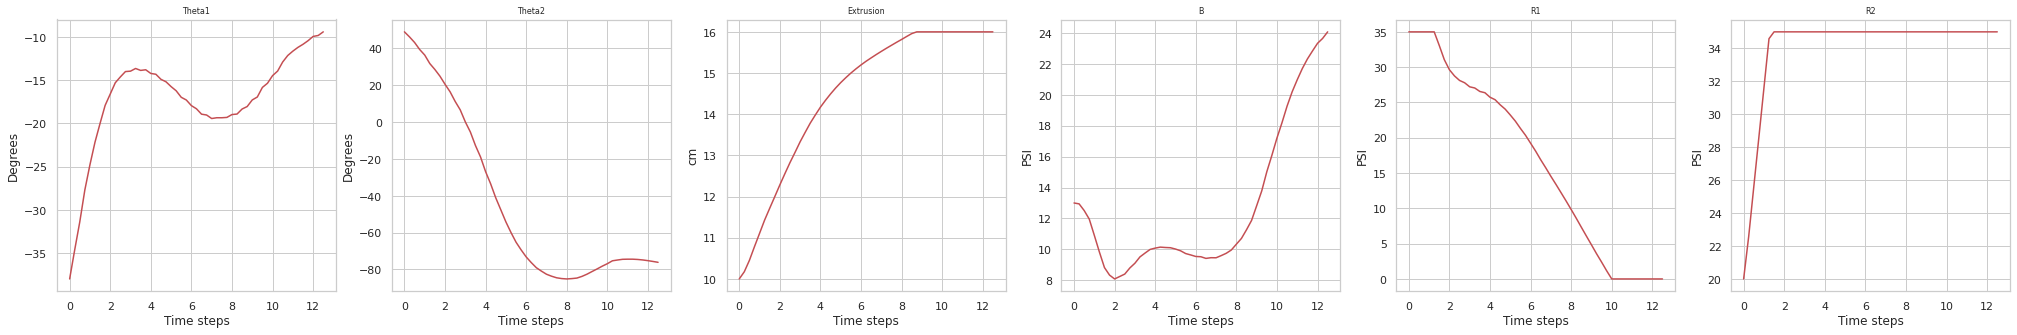 Theta1
Degrees
−10
−15
−20
−25
−30
−35
0 2 4 6 8 10 12
Time steps
Theta2
Degrees
40
20
0
−20
−40
−60
−80
0 2 4 6 8 10 12
Time steps
Extrusion
cm
16
15
14
13
12
11
10
0 2 4 6 8 10 12
Time steps
B
PSI
24
22
20
18
16
14
12
10
8
0 2 4 6 8 10 12
Time steps
R1
PSI
35
30
25
20
15
10
5
0
0 2 4 6 8 10 12
Time steps
R2
PSI
34
32
30
28
26
24
22
20
0 2 4 6 8 10 12
Time steps